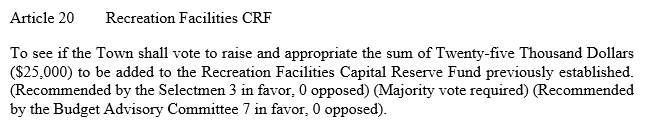 Article 20 Recreation Facilities CRF
To see if the Town shall vote to raise and appropriate the sum of Twenty-five Thousand Dollars
($25,000) to be added to the Recreation Facilities Capital Reserve Fund previously established.
(Recommended by the Selectmen 3 in favor, 0 opposed) (Majority vote required) (Recommended
by the Budget Advisory Committee 7 in favor, 0 opposed).